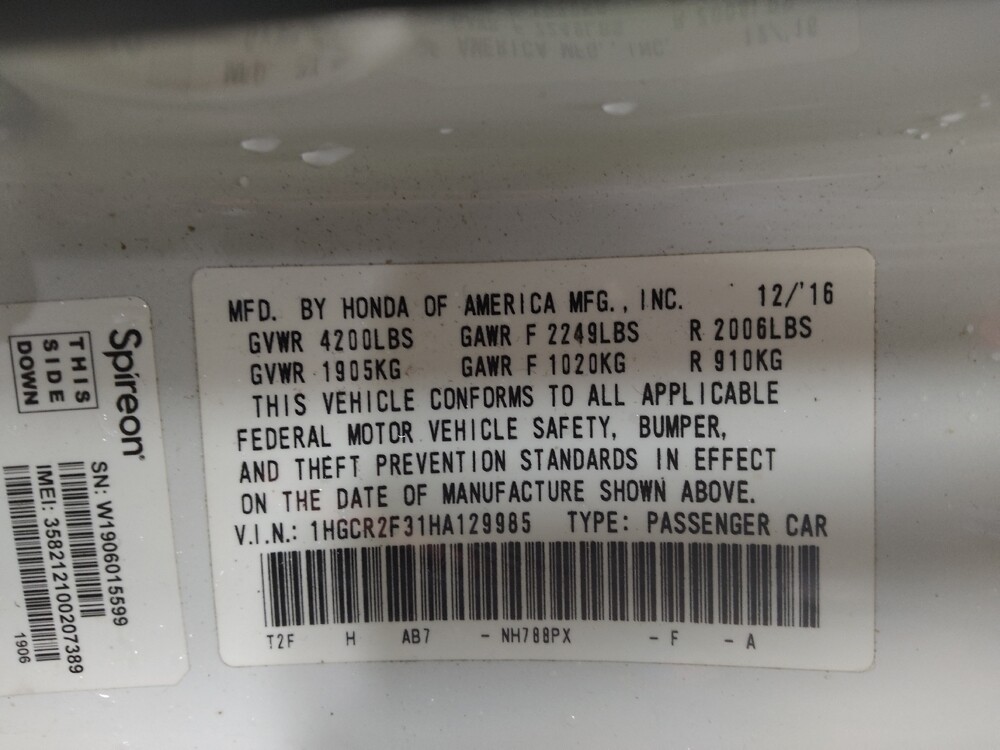 MFD. BY HONDA OF AMERICA MFG., INC. 12/'16
GVWR 4200LBS GAWR F 2249LBS R 2006LBS
GVWR 1905KG GAWR F 1020KG R 910KG
THIS VEHICLE CONFORMS TO ALL APPLICABLE
FEDERAL MOTOR VEHICLE SAFETY, BUMPER,
AND THEFT PREVENTION STANDARDS IN EFFECT
ON THE DATE OF MANUFACTURE SHOWN ABOVE.
V.I.N.: 1HGCR2F31HA129985 TYPE: PASSENGER CAR
T2F H AB7 - NH788PX - F - A
Spireon
THIS
SIDE
DOWN
SN: W1906015599
IMEI: 358212100207389
1906